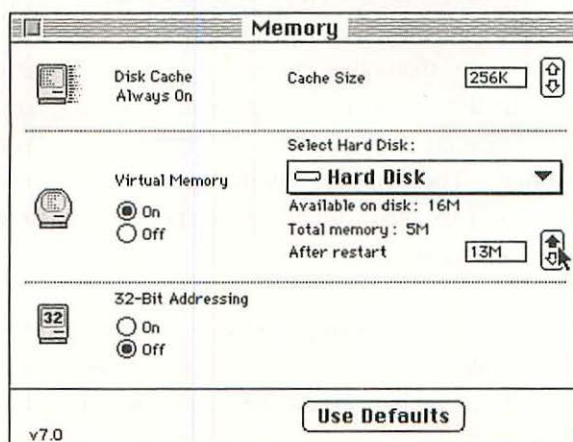 Memory
Disk Cache
Always On
Cache Size
256K
Select Hard Disk:
Hard Disk
Virtual Memory
On
Off
Available on disk: 16M
Total memory: 5M
After restart
13M
32-Bit Addressing
32
On
Off
Use Defaults
v7.0